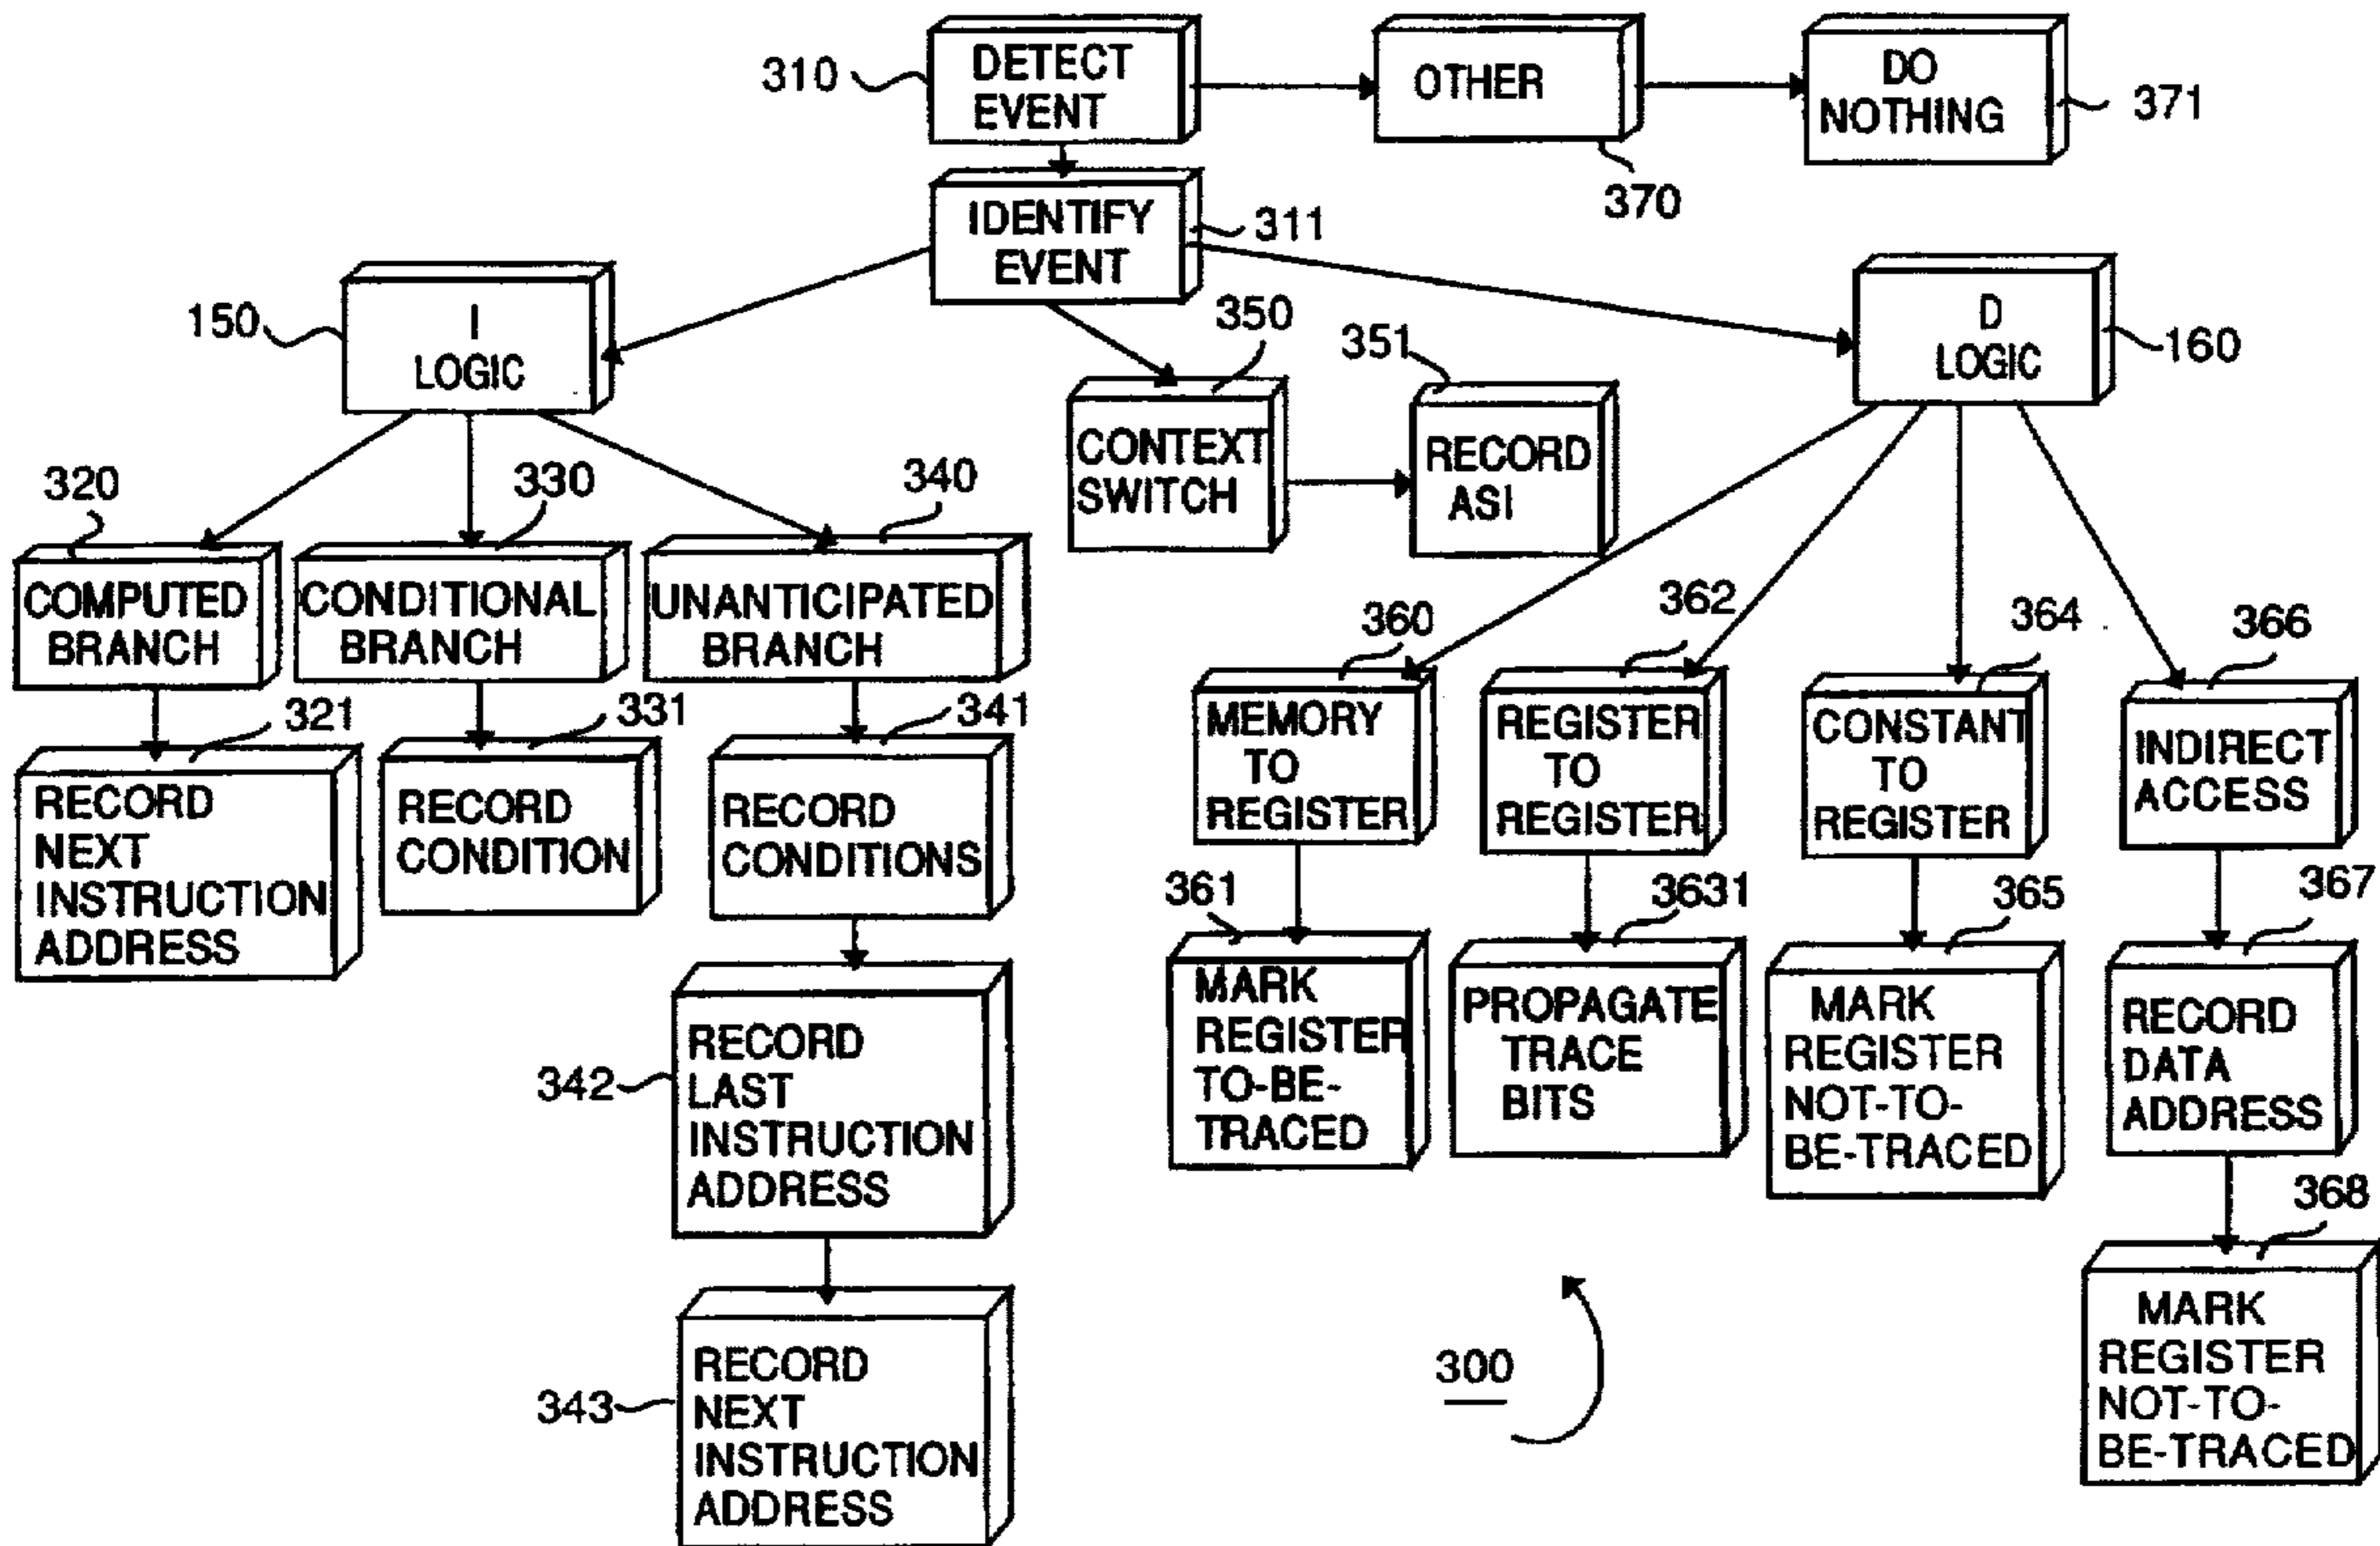 310
DETECT
EVENT
OTHER
370
DO
NOTHING
371
IDENTIFY
EVENT
311
150
I
LOGIC
350
CONTEXT
SWITCH
351
RECORD
ASI
D
LOGIC
160
320
COMPUTED
BRANCH
330
CONDITIONAL
BRANCH
340
UNANTICIPATED
BRANCH
321
RECORD
NEXT
INSTRUCTION
ADDRESS
331
RECORD
CONDITION
341
RECORD
CONDITIONS
342
RECORD
LAST
INSTRUCTION
ADDRESS
343
RECORD
NEXT
INSTRUCTION
ADDRESS
360
MEMORY
TO
REGISTER
362
REGISTER
TO
REGISTER
364
CONSTANT
TO
REGISTER
366
INDIRECT
ACCESS
361
MARK
REGISTER
TO-BE-
TRACED
3631
PROPAGATE
TRACE
BITS
365
MARK
REGISTER
NOT-TO-
BE-TRACED
367
RECORD
DATA
ADDRESS
368
MARK
REGISTER
NOT-TO-
BE-TRACED
300